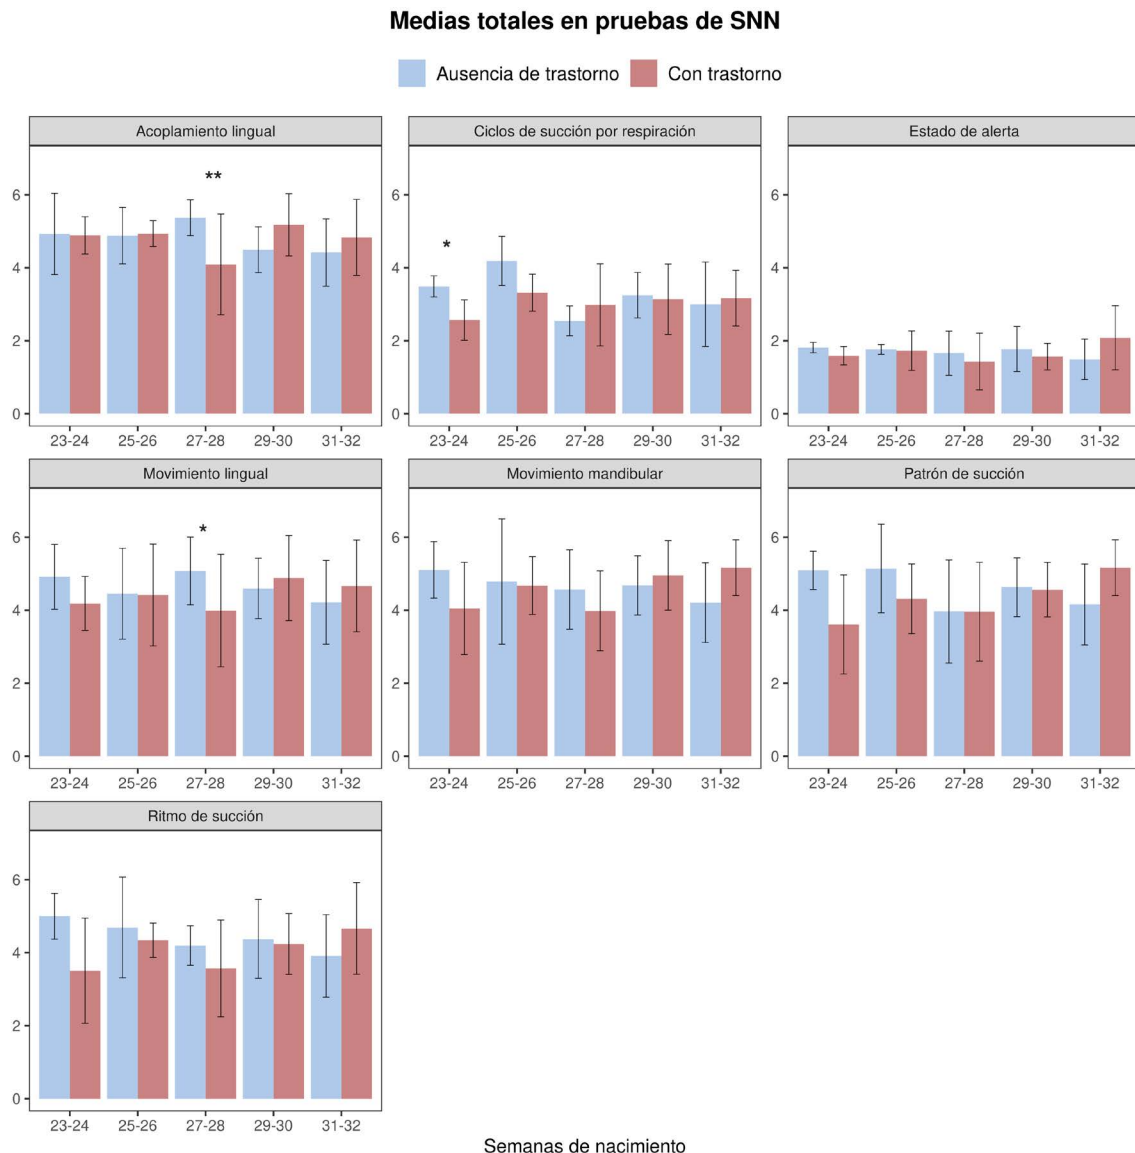 Medias totales en pruebas de SNN
Ausencia de trastorno Con trastorno
Acoplamiento lingual
**
6
4
2
0
23-24 25-26 27-28 29-30 31-32
Ciclos de succión por respiración
*
23-24 25-26 27-28 29-30 31-32
Estado de alerta
6
4
2
0
23-24 25-26 27-28 29-30 31-32
Movimiento lingual
*
6
4
2
0
23-24 25-26 27-28 29-30 31-32
Movimiento mandibular
6
4
2
0
23-24 25-26 27-28 29-30 31-32
Patrón de succión
6
4
2
0
23-24 25-26 27-28 29-30 31-32
Ritmo de succión
6
4
2
0
23-24 25-26 27-28 29-30 31-32
Semanas de nacimiento